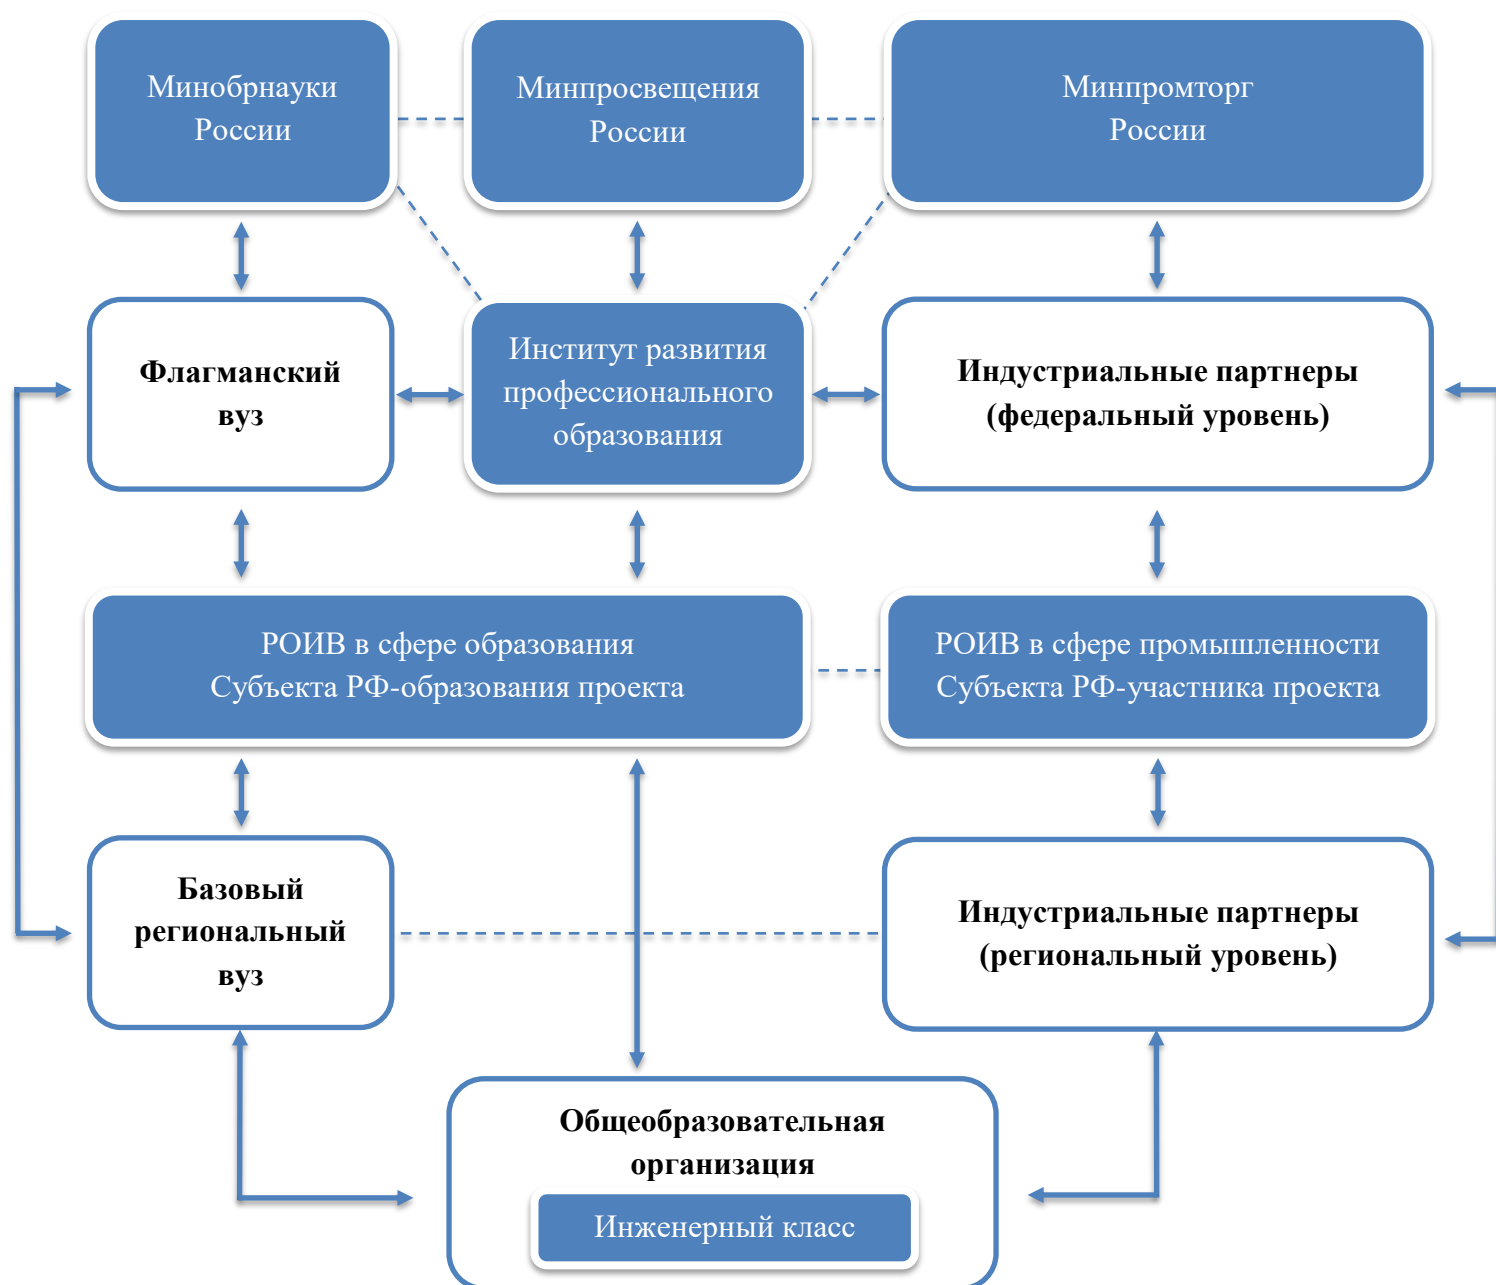 Минобрнауки
России
Минпросвещения
России
Минпромторг
России
Флагманский
вуз
Институт развития
профессионального
образования
Индустриальные партнеры
(федеральный уровень)
РОИВ в сфере образования
Субъекта РФ-образования проекта
РОИВ в сфере промышленности
Субъекта РФ-участника проекта
Базовый
региональный
вуз
Индустриальные партнеры
(региональный уровень)
Общеобразовательная
организация
Инженерный класс